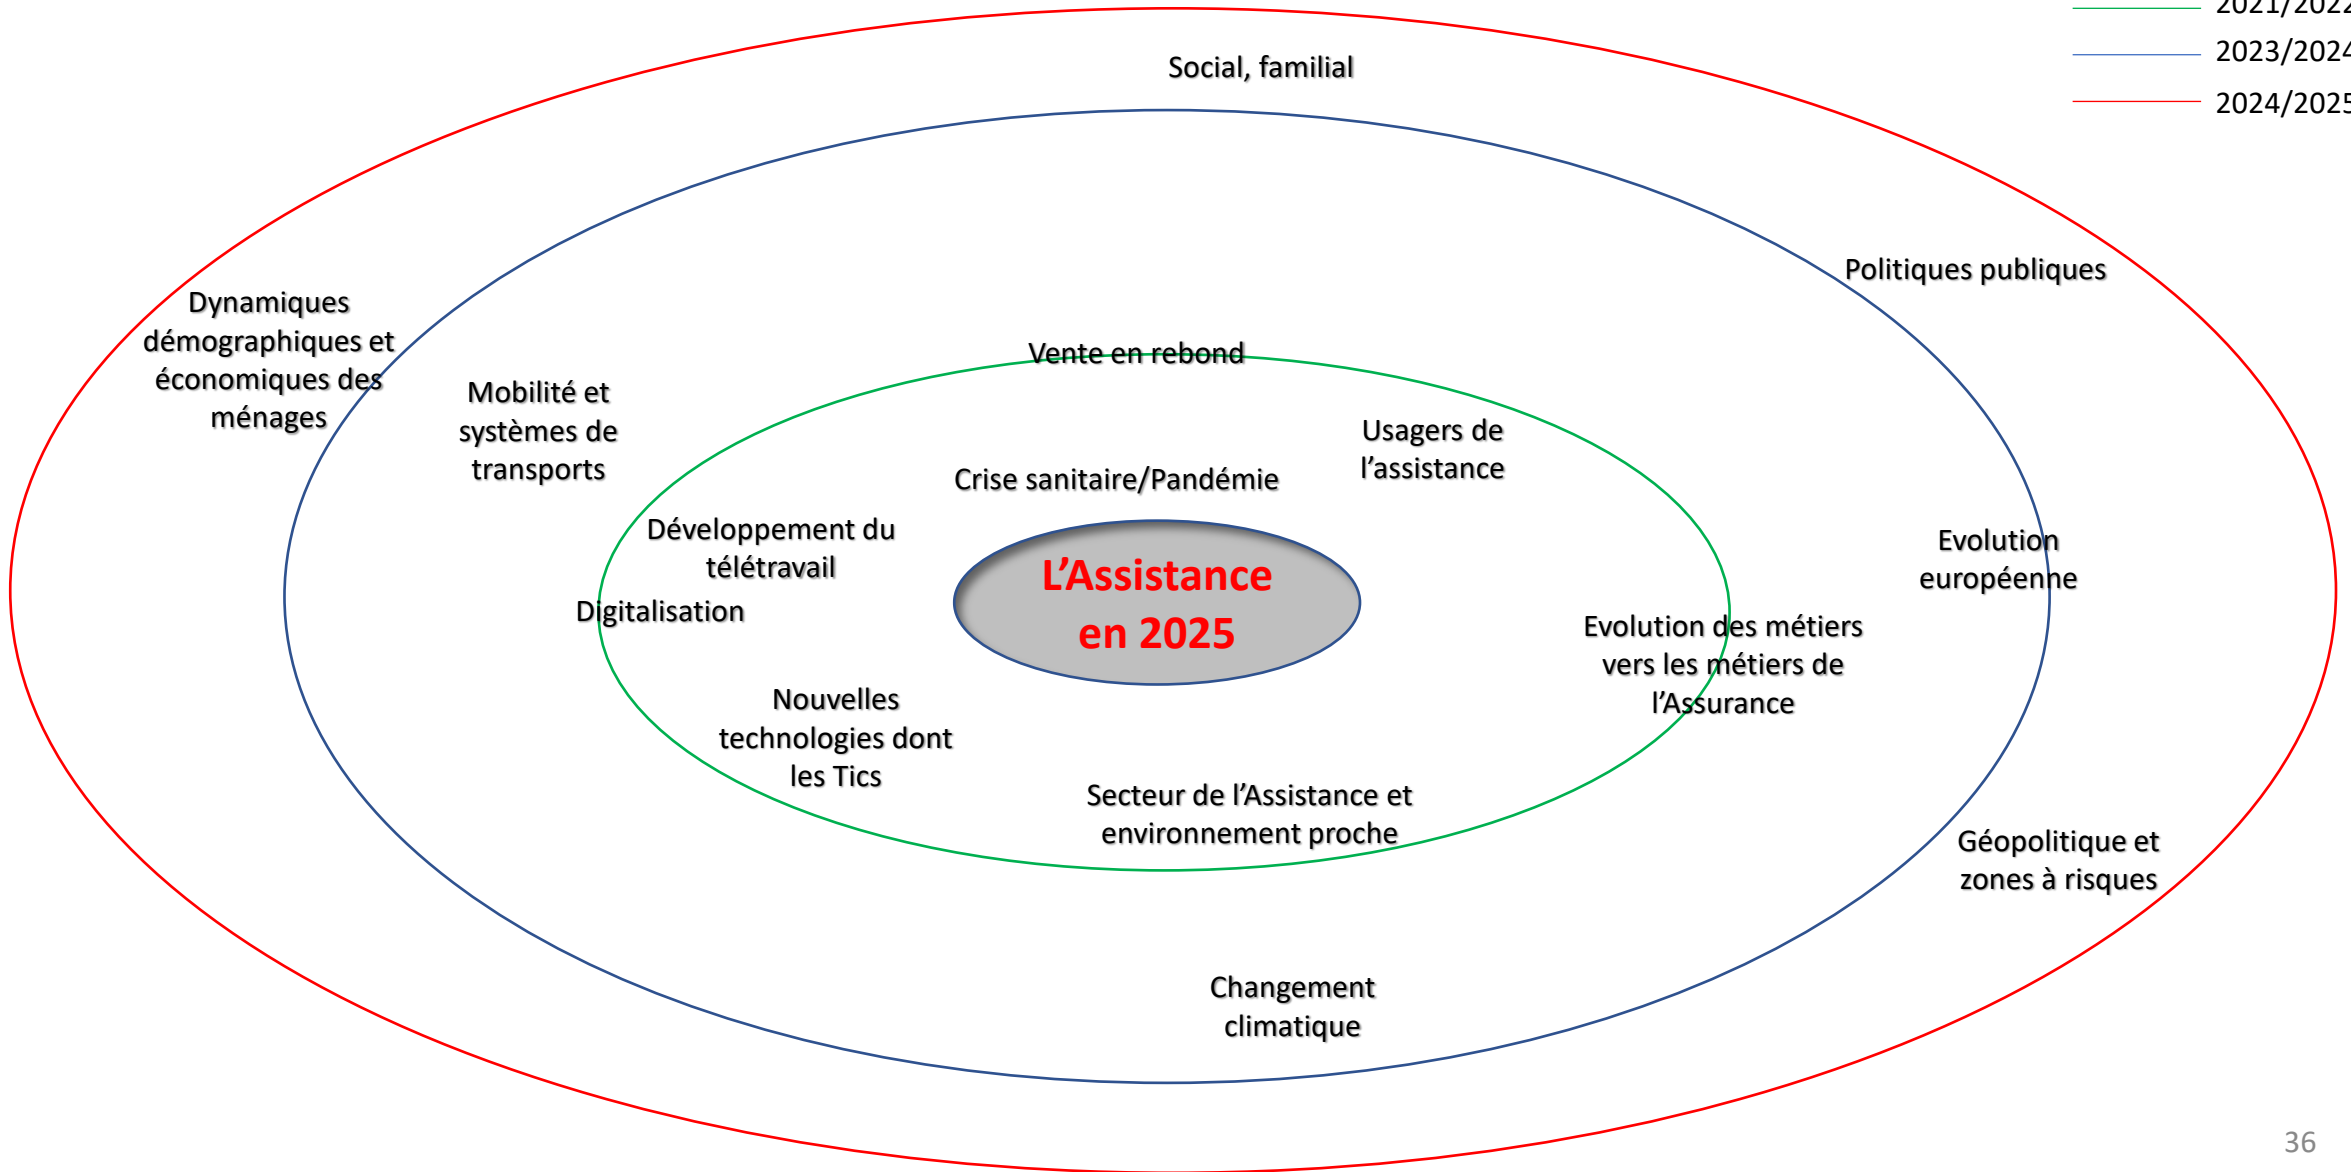 2021/2022
2023/2024
2024/2025
Social, familial
Politiques publiques
Dynamiques
démographiques et
économiques des
ménages
Mobilité et
systèmes de
transports
Vente en rebond
Usagers de
l’assistance
Crise sanitaire/Pandémie
Développement du
télétravail
Digitalisation
L’Assistance
en 2025
Evolution
européenne
Evolution des métiers
vers les métiers de
l’Assurance
Nouvelles
technologies dont
les Tics
Secteur de l’Assistance et
environnement proche
Géopolitique et
zones à risques
Changement
climatique
36